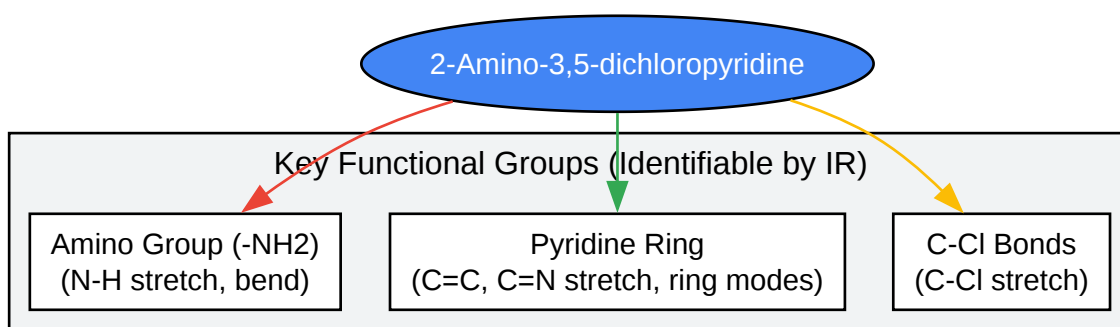 2-Amino-3,5-dichloropyridine
Key Functional Groups (Identifiable by IR)
Amino Group (-NH2)
(N-H stretch, bend)
Pyridine Ring
(C=C, C=N stretch, ring modes)
C-Cl Bonds
(C-Cl stretch)